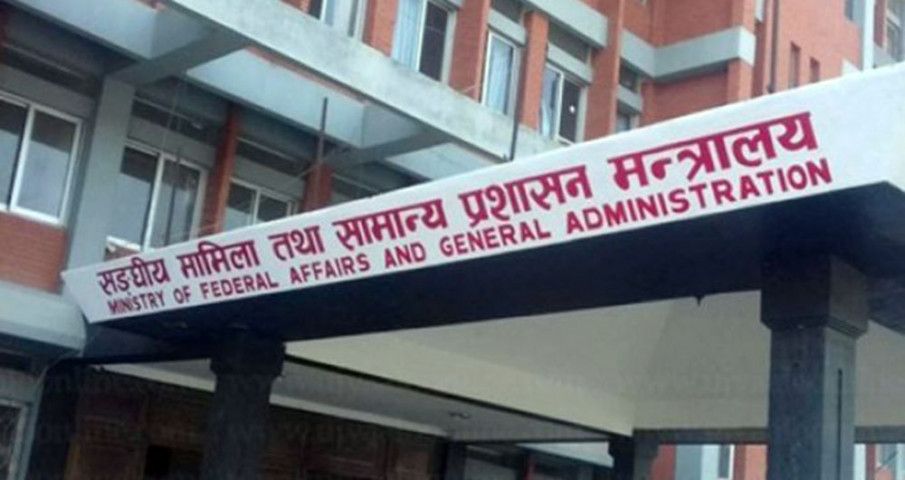 सङ्घीय मामिला तथा सामान्य प्रशासन मन्त्रालय
MINISTRY OF FEDERAL AFFAIRS AND GENERAL ADMINISTRATION